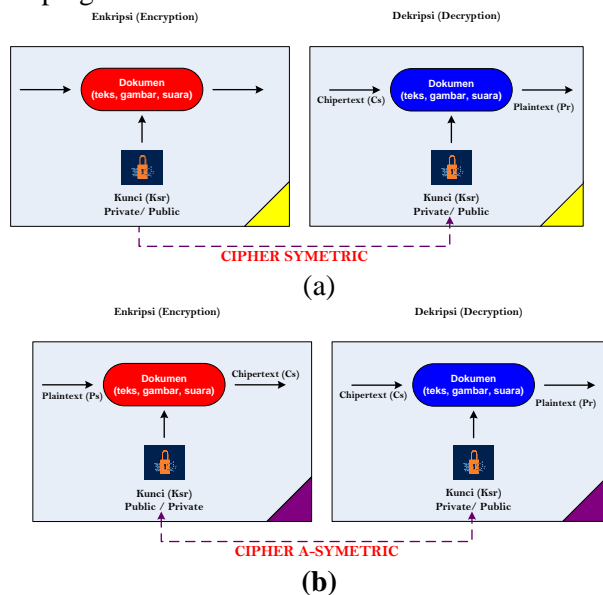 Enkripsi (Encryption)
Dekripsi (Decryption)
Dokumen
(teks, gambar, suara)
Kunci (Ksr)
Private/ Public
Chipertext (Cs)
Dokumen
(teks, gambar, suara)
Plaintext (Pr)
Kunci (Ksr)
Private/ Public
CIPHER SYMETRIC
(a)
Enkripsi (Encryption)
Dekripsi (Decryption)
Plaintext (Ps)
Dokumen
(teks, gambar, suara)
Chipertext (Cs)
Kunci (Ksr)
Public / Private
Chipertext (Cs)
Dokumen
(teks, gambar, suara)
Plaintext (Pr)
Kunci (Ksr)
Private/ Public
CIPHER A-SYMETRIC
(b)